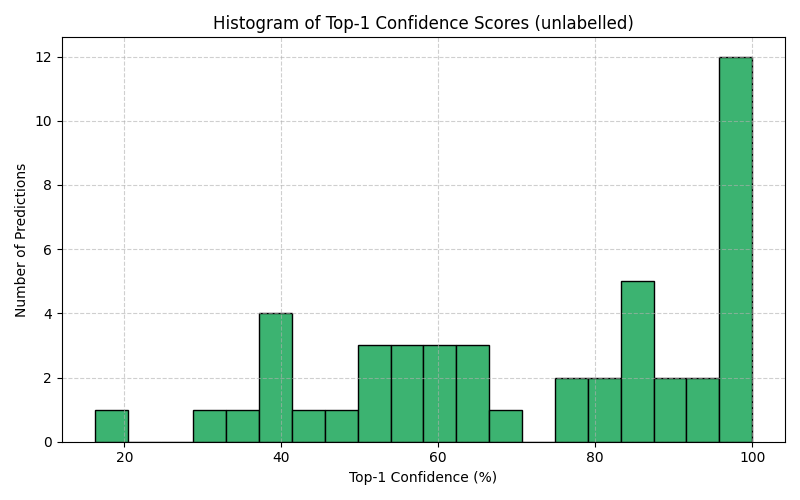 Histogram of Top-1 Confidence Scores (unlabelled)
12
10
8
6
4
2
0
Number of Predictions
20 40 60 80 100
Top-1 Confidence (%)